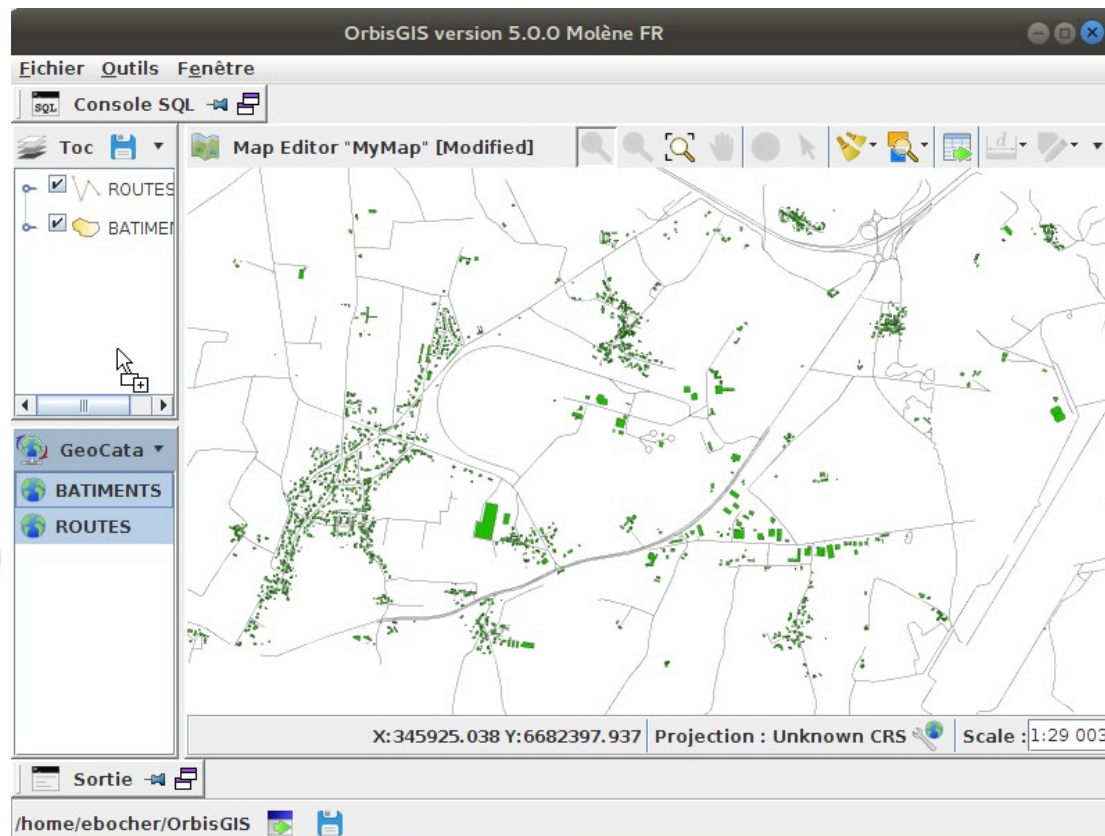 OrbisGIS version 5.0.0 Molène FR
Fichier Outils Fenêtre
SQL Console SQL
Toc
Map Editor "MyMap" [Modified]
ROUTES
BATIMEN
GeoCata
BATIMENTS
ROUTES
X:345925.038 Y:6682397.937 Projection : Unknown CRS Scale : 1:29 003
Sortie
/home/ebocher/OrbisGIS